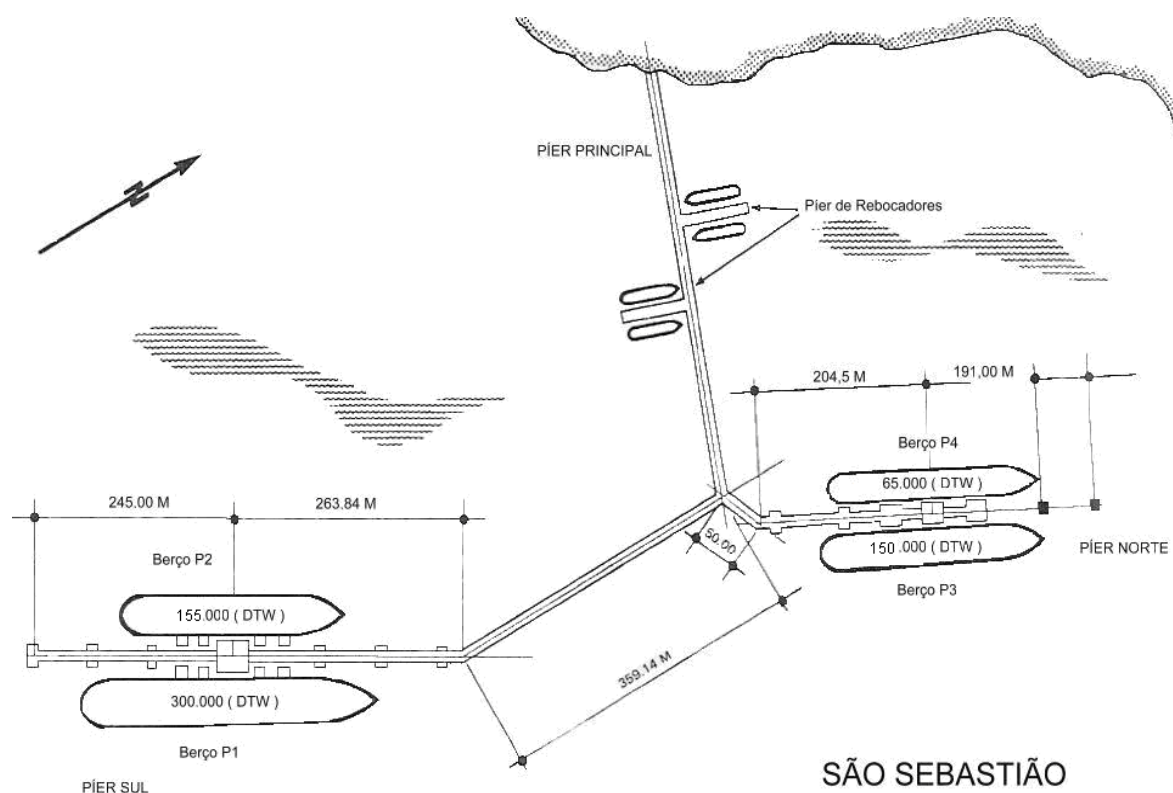 PÍER PRINCIPAL
N
Píer de Rebocadores
204,5 M
191,00 M
Berço P4
65.000 ( DTW )
245.00 M
263.84 M
50.00
150.000 ( DTW )
PÍER NORTE
Berço P2
Berço P3
155.000 ( DTW )
359.14 M
300.000 ( DTW )
Berço P1
PÍER SUL
SÃO SEBASTIÃO